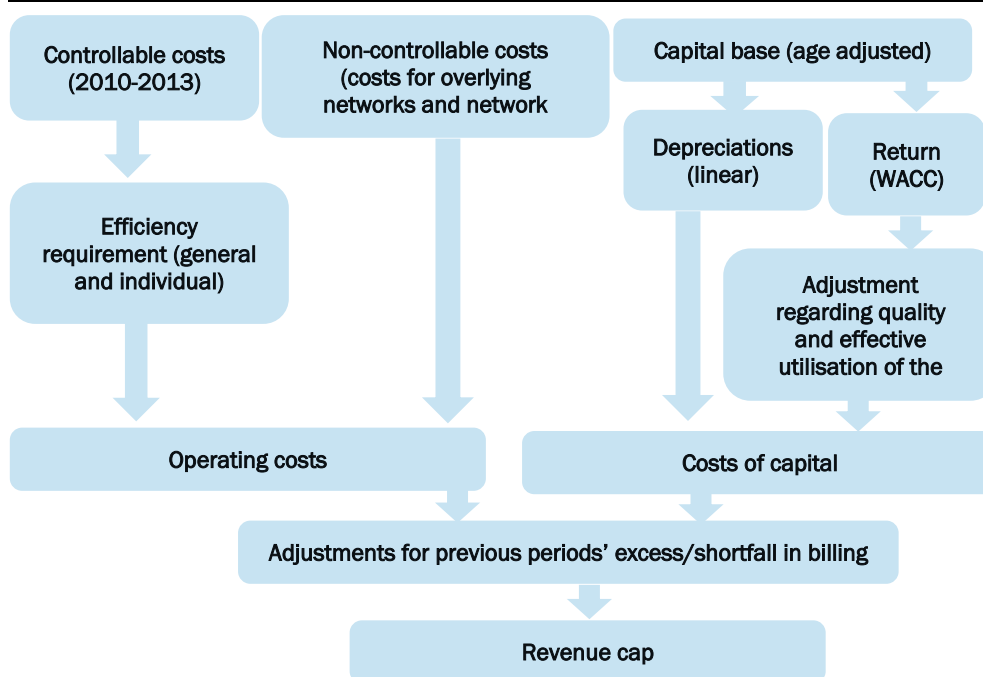 Controllable costs
(2010-2013)
Non-controllable costs
(costs for overlying
networks and network
Capital base (age adjusted)
Depreciations
(linear)
Return
(WACC)
Efficiency
requirement (general
and individual)
Adjustment
regarding quality
and effective
utilisation of the
Operating costs
Costs of capital
Adjustments for previous periods’ excess/shortfall in billing
Revenue cap